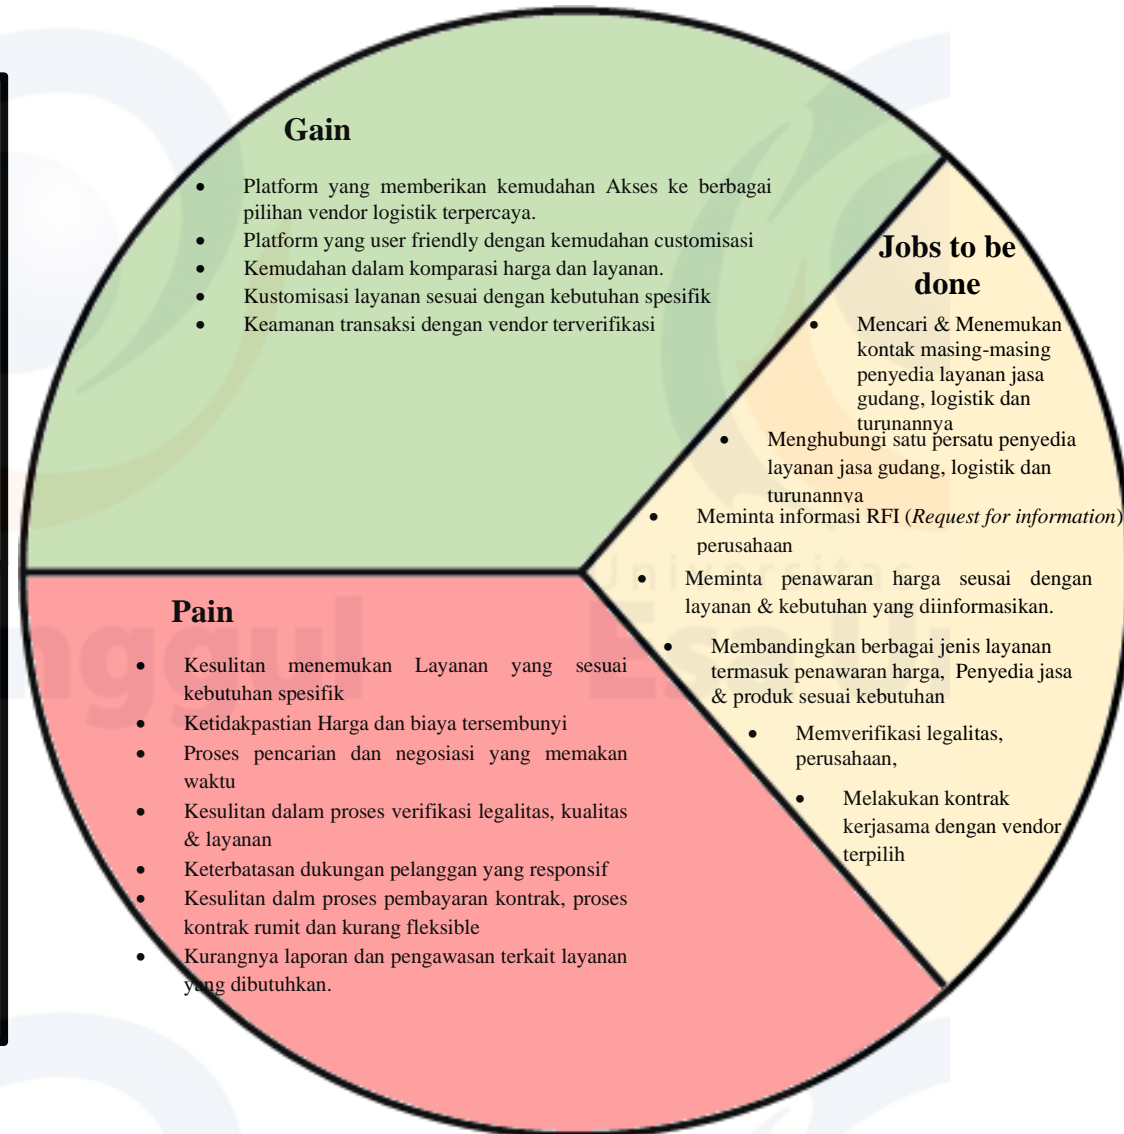 Gain
• Platform yang memberikan kemudahan Akses ke berbagai
pilihan vendor logistik terpercaya.
• Platform yang user friendly dengan kemudahan customisasi
• Kemudahan dalam komparasi harga dan layanan.
• Kustomisasi layanan sesuai dengan kebutuhan spesifik
• Keamanan transaksi dengan vendor terverifikasi
Jobs to be
done
• Mencari & Menemukan
kontak masing-masing
penyedia layanan jasa
gudang, logistik dan
turunannya
• Menghubungi satu persatu penyedia
layanan jasa gudang, logistik dan
turunannya
• Meminta informasi RFI (Request for information)
perusahaan
• Meminta penawaran harga seusai dengan
layanan & kebutuhan yang diinformasikan.
• Membandingkan berbagai jenis layanan
termasuk penawaran harga, Penyedia jasa
& produk sesuai kebutuhan
• Memverifikasi legalitas,
perusahaan,
• Melakukan kontrak
kerjasama dengan vendor
terpilih
Pain
• Kesulitan menemukan Layanan yang sesuai
kebutuhan spesifik
• Ketidakpastian Harga dan biaya tersembunyi
• Proses pencarian dan negosiasi yang memakan
waktu
• Kesulitan dalam proses verifikasi legalitas, kualitas
& layanan
• Keterbatasan dukungan pelanggan yang responsif
• Kesulitan dalm proses pembayaran kontrak, proses
kontrak rumit dan kurang fleksible
• Kurangnya laporan dan pengawasan terkait layanan
yang dibutuhkan.
Universitas
Esa
nggul